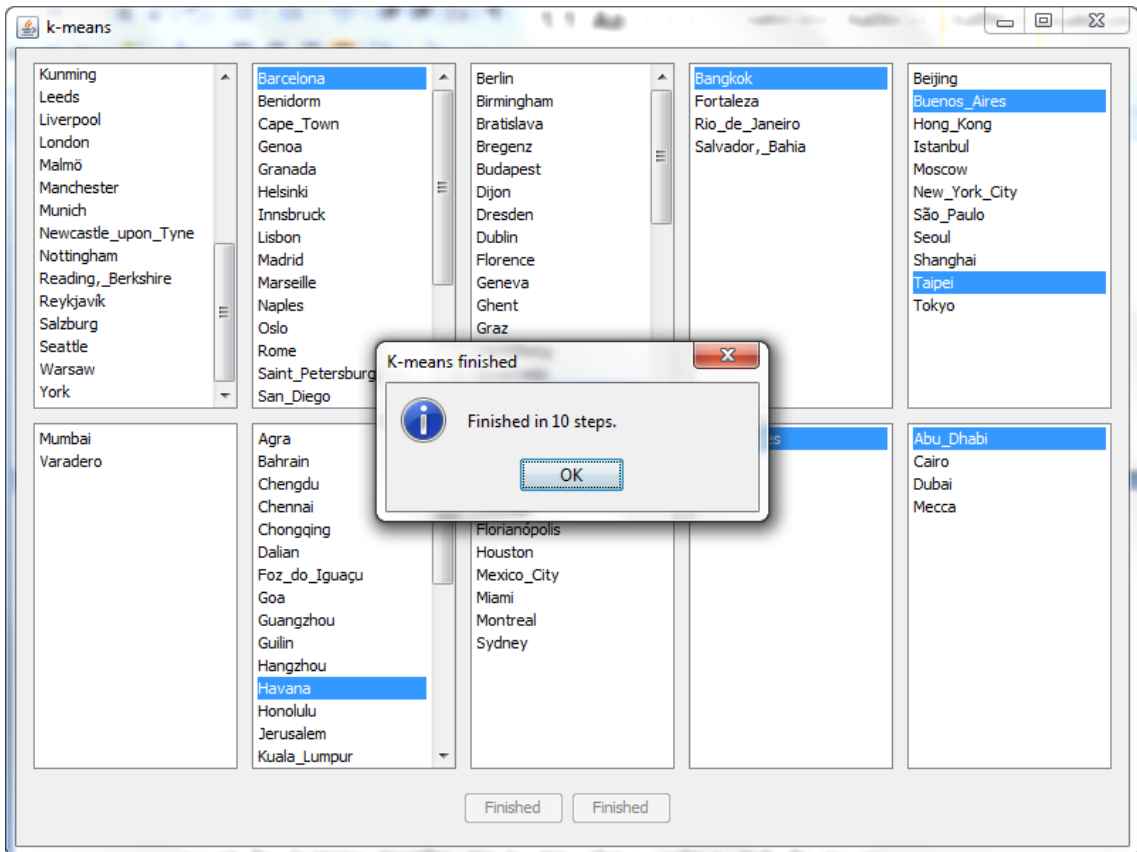 k-means
Kunming
Leeds
Liverpool
London
Malmö
Manchester
Munich
Newcastle_upon_Tyne
Nottingham
Reading,_Berkshire
Reykjavík
Salzburg
Seattle
Warsaw
York
Barcelona
Benidorm
Cape_Town
Genoa
Granada
Helsinki
Innsbruck
Lisbon
Madrid
Marseille
Naples
Oslo
Rome
Saint_Petersburg
San_Diego
Berlin
Birmingham
Bratislava
Bregenz
Budapest
Dijon
Dresden
Dublin
Florence
Geneva
Ghent
Graz
Bangkok
Fortaleza
Rio_de_Janeiro
Salvador,_Bahia
Beijing
Buenos_Aires
Hong_Kong
Istanbul
Moscow
New_York_City
São_Paulo
Seoul
Shanghai
Taipei
Tokyo
K-means finished
Finished in 10 steps.
OK
Mumbai
Varadero
Agra
Bahrain
Chengdu
Chennai
Chongqing
Dalian
Foz_do_Iguaçu
Goa
Guangzhou
Guilin
Hangzhou
Havana
Honolulu
Jerusalem
Kuala_Lumpur
Florianópolis
Houston
Mexico_City
Miami
Montreal
Sydney
Abu_Dhabi
Cairo
Dubai
Mecca
Finished
Finished